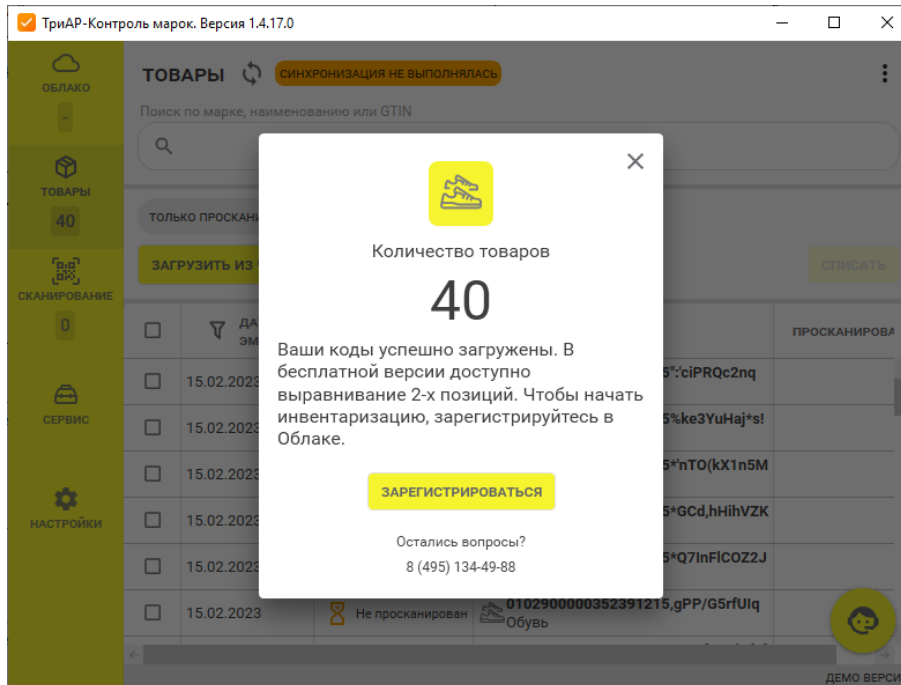 ТриАР-Контроль марок. Версия 1.4.17.0
ОБЛАКО
-
ТОВАРЫ
40
СКАНИРОВАНИЕ
0
СЕРВИС
НАСТРОЙКИ
ТОВАРЫ
СИНХРОНИЗАЦИЯ НЕ ВЫПОЛНЯЛАСЬ
Поиск по марке, наименованию или GTIN
ТОЛЬКО
ЗАГРУЗИТЬ ИЗ
СПИСАТЬ
Количество товаров
40
Ваши коды успешно загружены. В
бесплатной версии доступно
выравнивание 2-х позиций. Чтобы начать
инвентаризацию, зарегистрируйтесь в
Облаке.
ЗАРЕГИСТРИРОВАТЬСЯ
Остались вопросы?
8 (495) 134-49-88
ПРОСКАНИРОВА
15.02.2023 5":'ciPRQc2nq
15.02.2023 5%ke3YuHaj*s!
15.02.2023 5*'nTO(kX1n5M
15.02.2023 5*GCd,hHihVZK
15.02.2023 5*Q7InFlCOZ2J
15.02.2023 Не просканирован 0102900000352391215,gPP/G5rfUIq
Обувь
ДЕМО ВЕРСИ